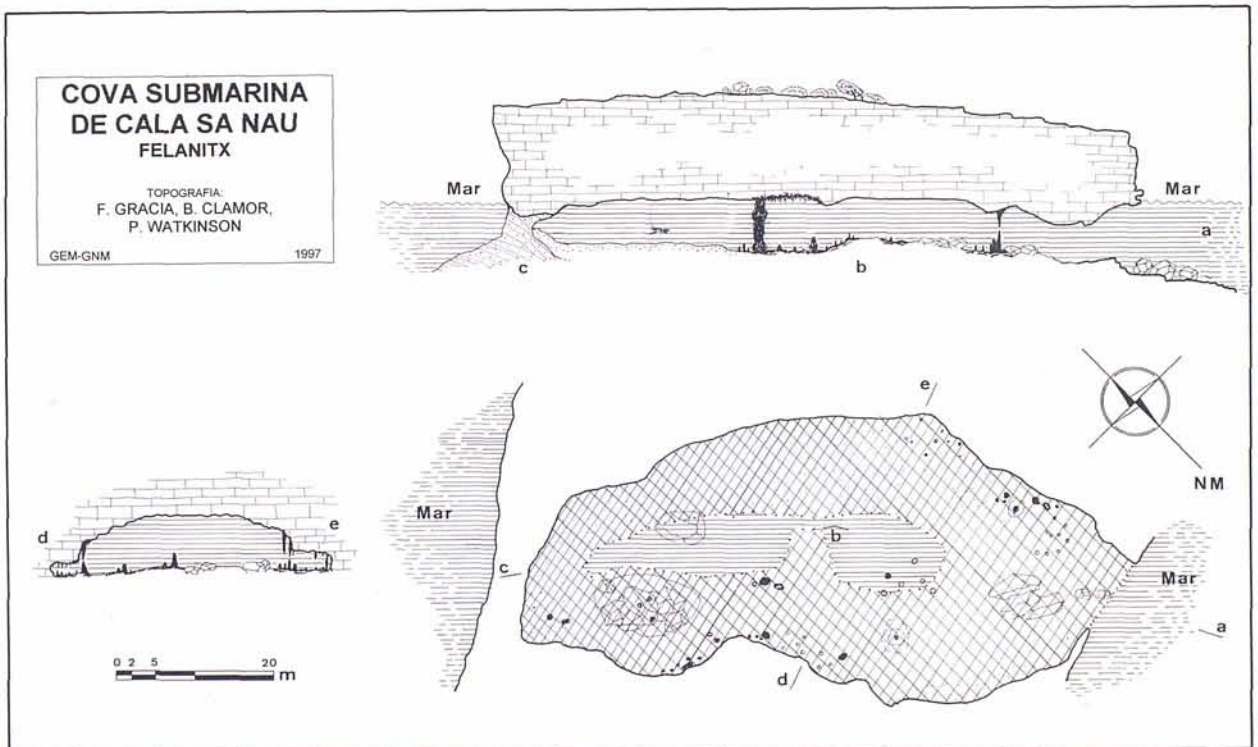 COVA SUBMARINA
DE CALA SA NAU
FELANITX
TOPOGRAFIA:
F. GRACIA, B. CLAMOR,
P. WATKINSON
GEM-GNM 1997
Mar Mar
a
c b
e
NM
d e
Mar
b
c
Mar
a
d
0 2 5 20 m